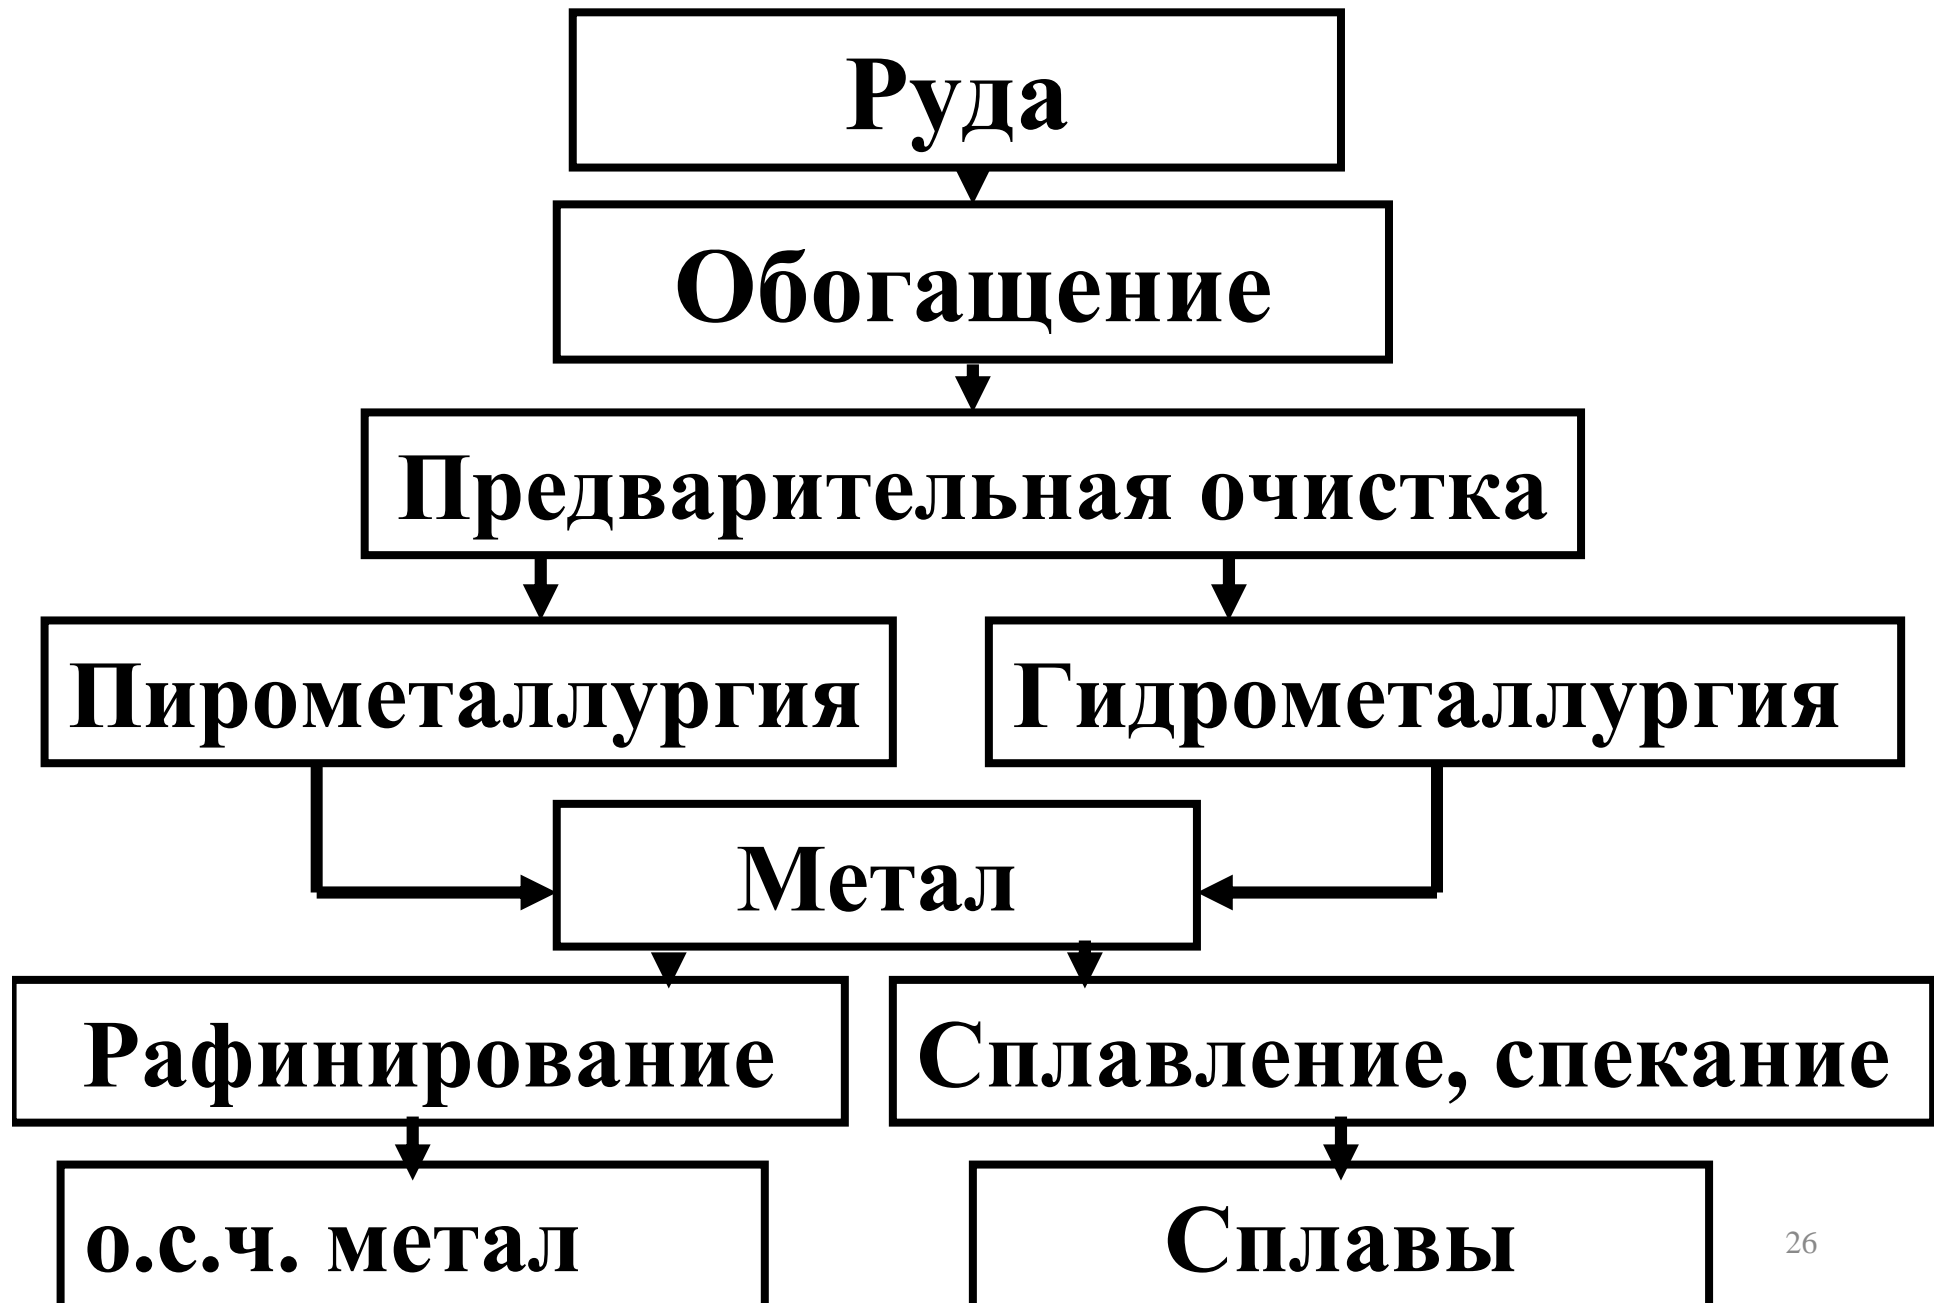 Руда
Обогащение
Предварительная очистка
Пирометаллургия
Гидрометаллургия
Метал
Рафинирование
Сплавление, спекание
о.с.ч. метал
Сплавы
26